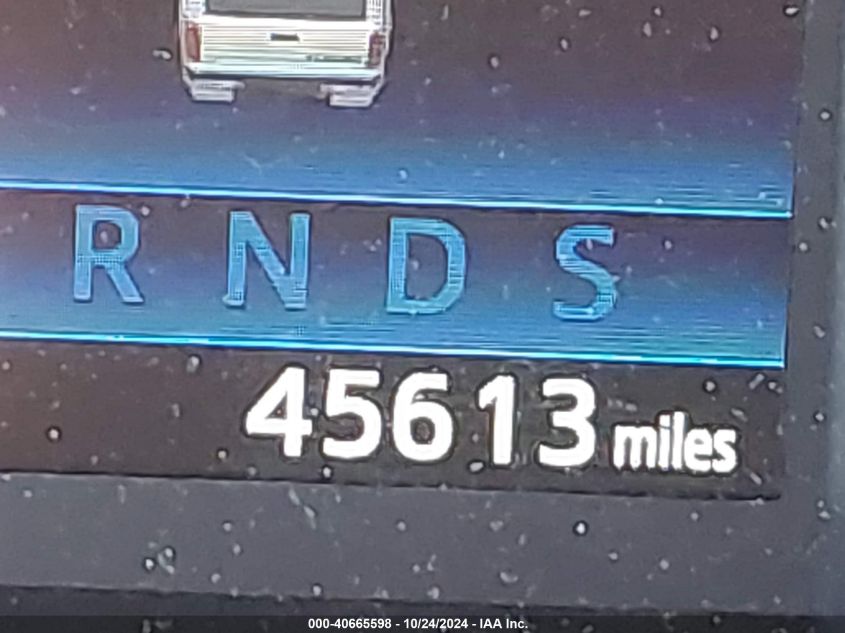 R N D S
45613 miles
000-40665598 - 10/24/2024 - IAA Inc.